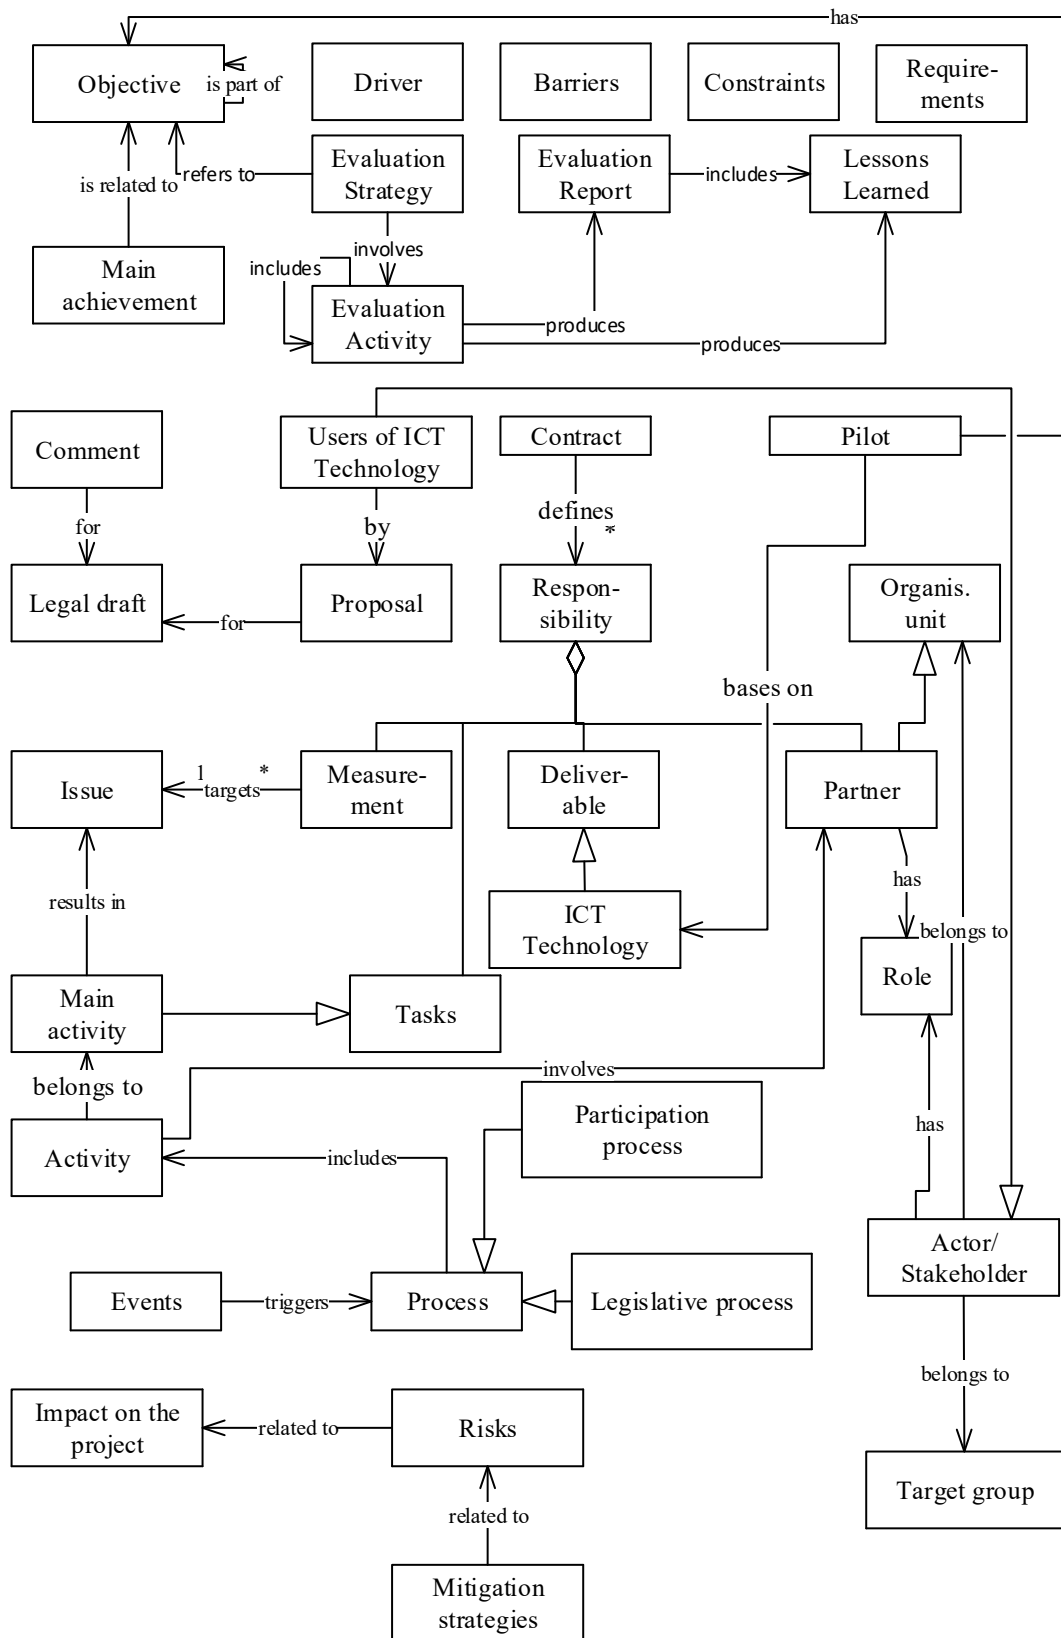 has
Objective
is part of
Driver
Barriers
Constraints
Require-
ments
is related to
refers to
Evaluation
Strategy
Evaluation
Report
includes
Lessons
Learned
Main
achievement
includes
involves
Evaluation
Activity
produces
produces
Comment
Users of ICT
Technology
Contract
Pilot
for
by
defines
*
Legal draft
for
Proposal
Respon-
sibility
Organis.
unit
bases on
Issue
1
targets
*
Measure-
ment
Deliver-
able
Partner
results in
has
ICT
Technology
belongs to
Role
Main
activity
Tasks
belongs to
involves
Participation
process
Activity
includes
has
Actor/
Stakeholder
Events
triggers
Process
Legislative process
belongs to
Impact on the
project
related to
Risks
Target group
related to
Mitigation
strategies